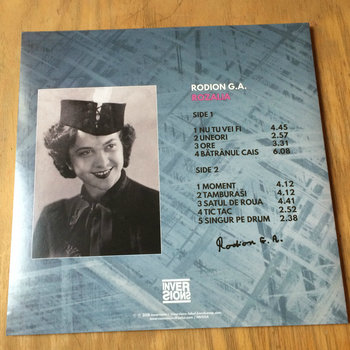 RODION G.A.
ROZALIA
SIDE 1
1 NU TU VEI FI 4.45
2 UNEORI 2.57
3 ORE 3.31
4 BĂTRÂNUL CAIS 6.08
SIDE 2
1 MOMENT 4.12
2 TAMBURAȘI 4.12
3 SATUL DE ROUA 4.41
4 TIC TAC 2.52
5 SINGUR PE DRUM 2.38
Rodion G.A.
INVER
SIONS